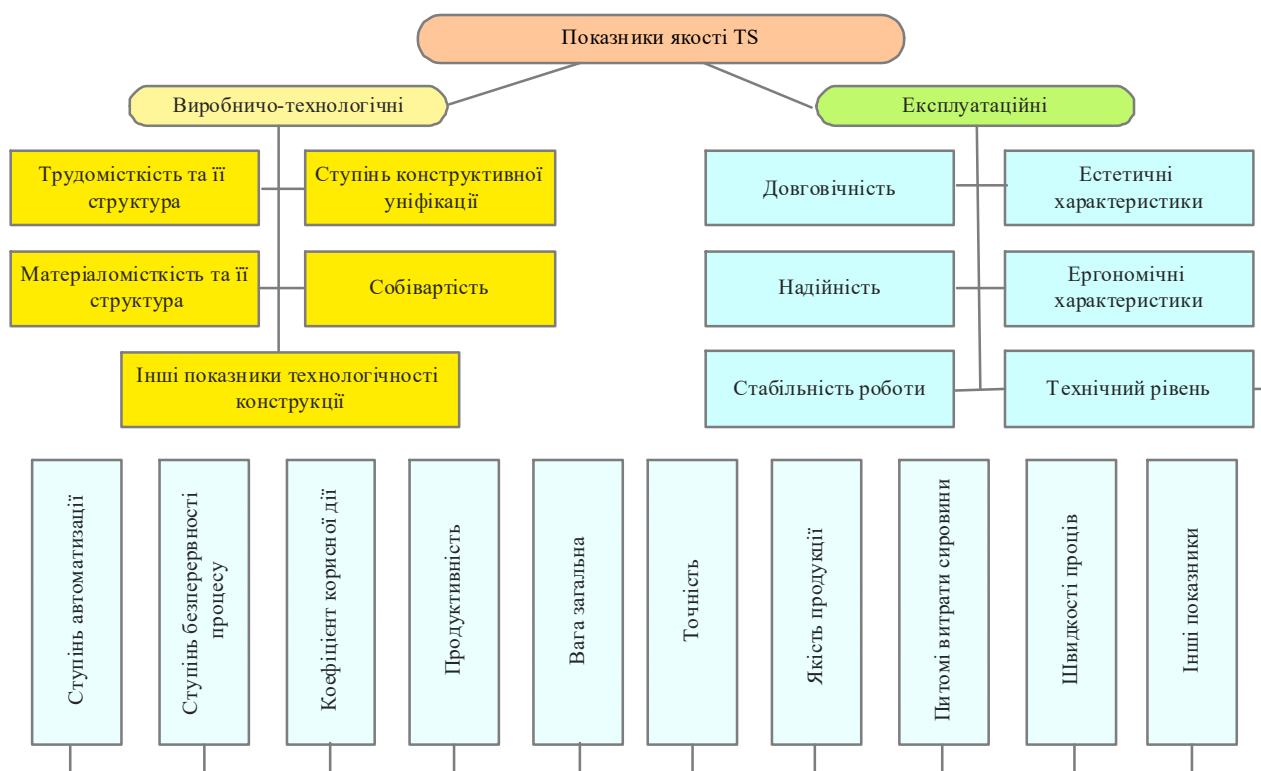 Показники якості TS
Виробничо-технологічні
Експлуатаційні
Трудомісткість та її
структура
Ступінь конструктивної
уніфікації
Довговічність
Естетичні
характеристики
Матеріаломісткість та її
структура
Собівартість
Надійність
Ергономічні
характеристики
Інші показники технологічності
конструкції
Стабільність роботи
Технічний рівень
Ступінь автоматизації
Ступінь безперервності
процесу
Коефіцієнт корисної дії
Продуктивність
Вага загальна
Точність
Якість продукції
Питомі витрати сировини
Швидкості проців
Інші показники